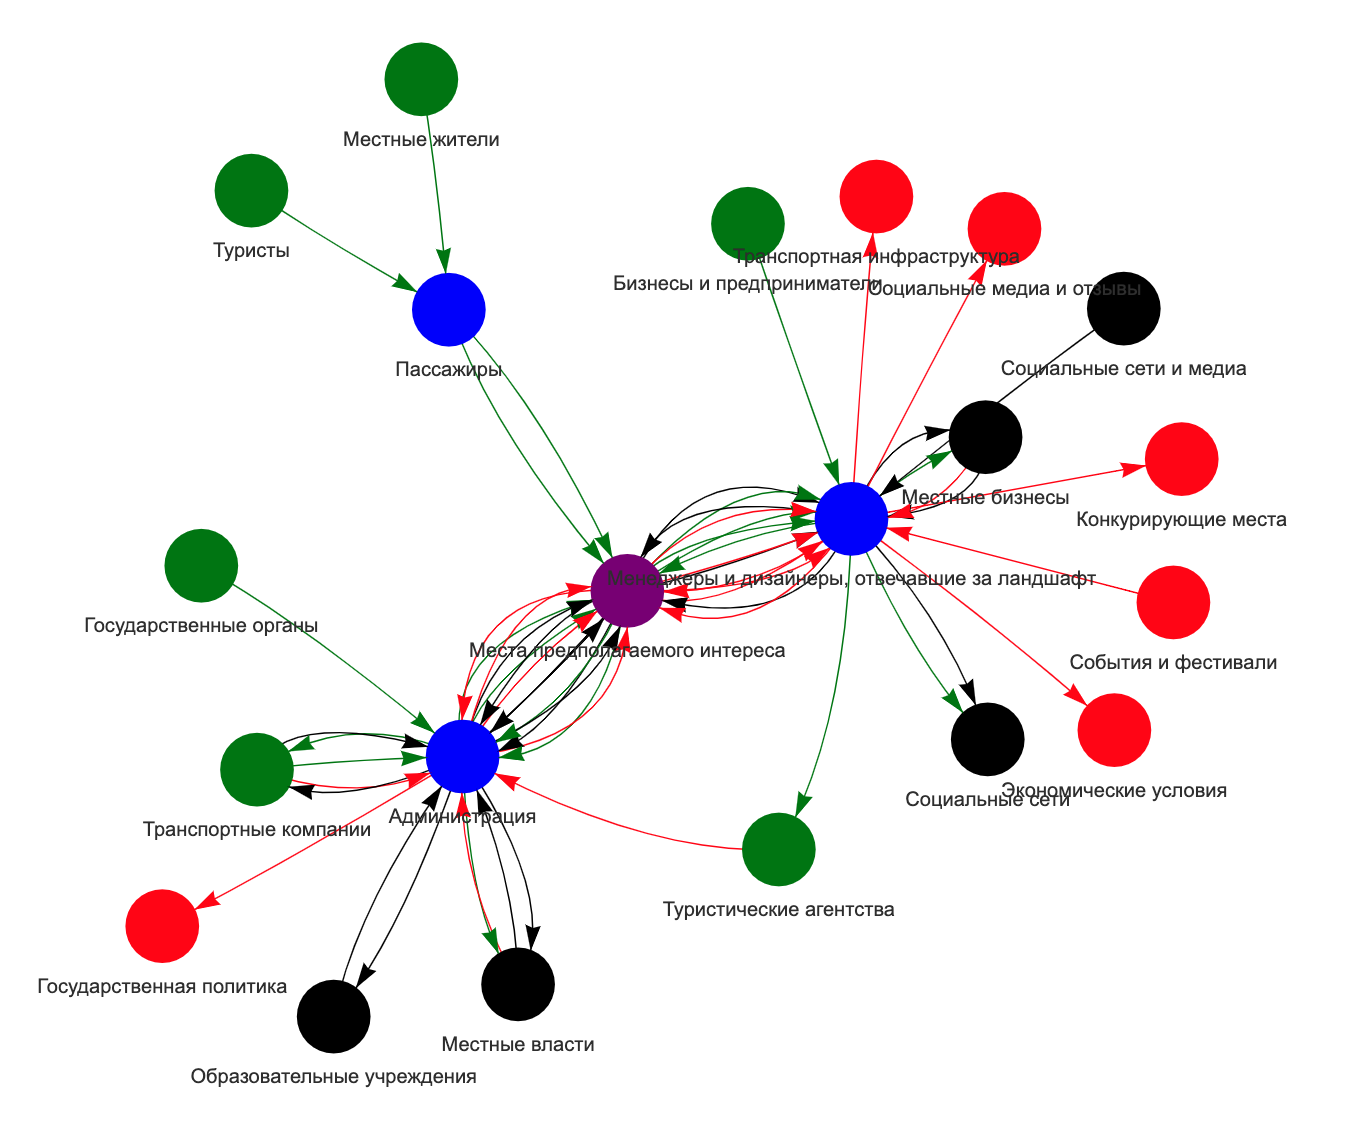 Местные жители
Туристы
Транспортная инфраструктура
Бизнесы и предприниматели
Социальные медиа и отзывы
Пассажиры
Социальные сети и медиа
Местные бизнесы
Конкурирующие места
Менеджеры и дизайнеры, отвечавшие за ландшафт
Государственные органы
Места предполагаемого интереса
События и фестивали
Экономические условия
Социальные сети
Администрация
Транспортные компании
Туристические агентства
Государственная политика
Местные власти
Образовательные учреждения